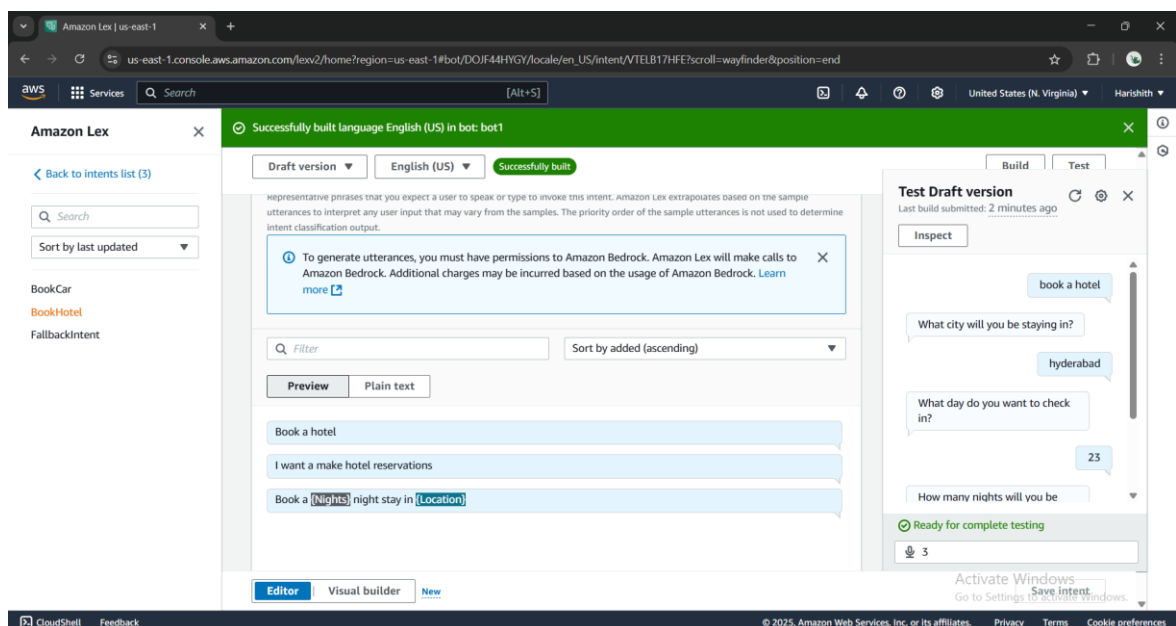 Amazon Lex | us-east-1
us-east-1.console.aws.amazon.com/lexv2/home?region=us-east-1#bot/DOJF44HYGY/locale/en_US/intent/VTELB17HFE?scroll=wayfinder&position=end
aws
Services
Search
[Alt+S]
United States (N. Virginia)
Harishith
Amazon Lex
Back to intents list (3)
Search
Sort by last updated
BookCar
BookHotel
FallbackIntent
Successfully built language English (US) in bot: bot1
Draft version
English (US)
Successfully built
Build
Test
Representative phrases that you expect a user to speak or type to invoke this intent. Amazon Lex extrapolates based on the sample
utterances to interpret any user input that may vary from the samples. The priority order of the sample utterances is not used to determine
intent classification output.
To generate utterances, you must have permissions to Amazon Bedrock. Amazon Lex will make calls to
Amazon Bedrock. Additional charges may be incurred based on the usage of Amazon Bedrock. Learn
more
Filter
Sort by added (ascending)
Preview
Plain text
Book a hotel
I want a make hotel reservations
Book a {Nights} night stay in {Location}
Editor
Visual builder
New
Test Draft version
Last build submitted: 2 minutes ago
Inspect
book a hotel
What city will you be staying in?
hyderabad
What day do you want to check
in?
23
How many nights will you be
Ready for complete testing
3
Activate Windows
Go to Settings to activate Windows.
Save intent
CloudShell
Feedback
© 2025, Amazon Web Services, Inc. or its affiliates.
Privacy
Terms
Cookie preferences